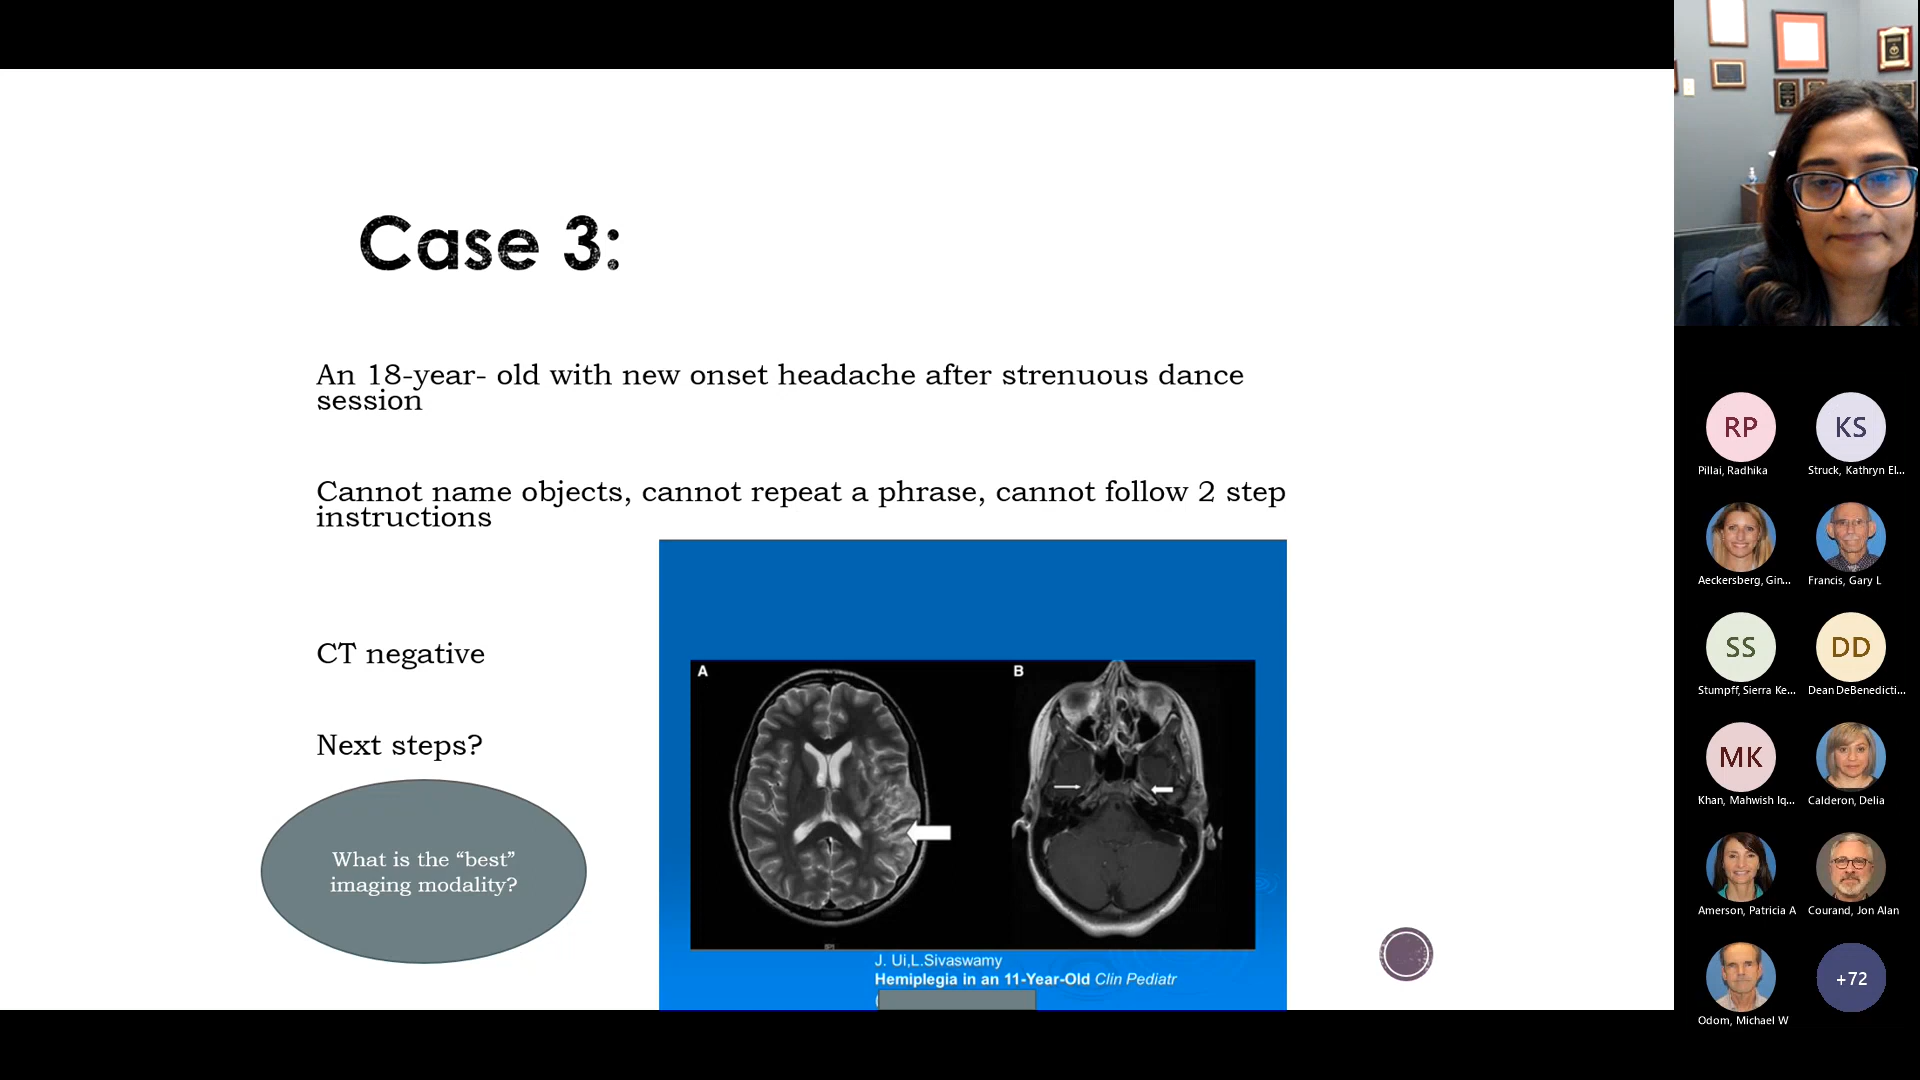 Case 3:
An 18-year- old with new onset headache after strenuous dance
session
Cannot name objects, cannot repeat a phrase, cannot follow 2 step
instructions
CT negative
Next steps?
What is the “best”
imaging modality?
A
B
J. Ui,L.Sivaswamy
Hemiplegia in an 11-Year-Old Clin Pediatr
(
RP
KS
Pillai, Radhika
Struck, Kathryn El...
Aeckersberg, Gin...
Francis, Gary L
SS
DD
Stumpff, Sierra Ke...
Dean DeBenedicti...
MK
Khan, Mahwish Iq...
Calderon, Delia
Amerson, Patricia A
Courand, Jon Alan
+72
Odom, Michael W